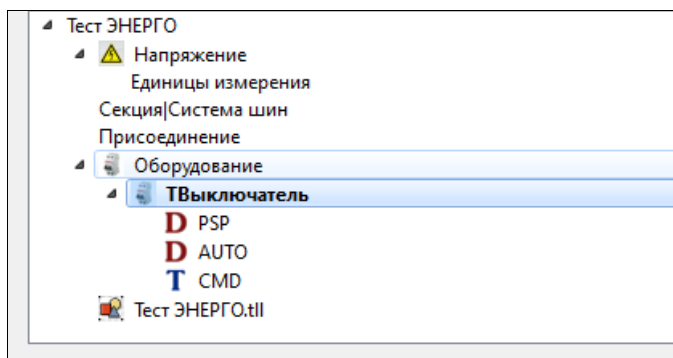 Тест ЭНЕРГО
Напряжение
Единицы измерения
Секция|Система шин
Присоединение
Оборудование
ТВыключатель
D PSP
D AUTO
T CMD
Тест ЭНЕРГО.tll